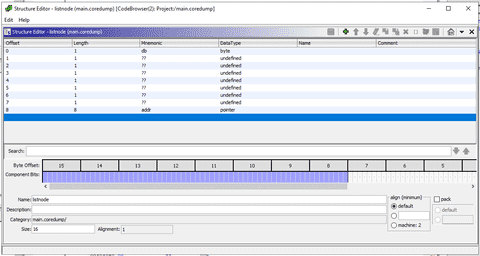 Structure Editor - listnode (main.coredump) [CodeBrowser(2): Project:/main.coredump]
Edit Help
Structure Editor - listnode (main.coredump)
Offset Length Mnemonic DataType Name Comment
0 1 db byte
1 1 ?? undefined
2 1 ?? undefined
3 1 ?? undefined
4 1 ?? undefined
5 1 ?? undefined
6 1 ?? undefined
7 1 ?? undefined
8 8 addr pointer
Search:
Byte Offset: 15 14 13 12 11 10 9 8 7 6 5
Component Bits:
Name: listnode
Description:
Category: main.coredump/
Size: 16 Alignment: 1
align (minimum)
default
machine: 2
pack
default